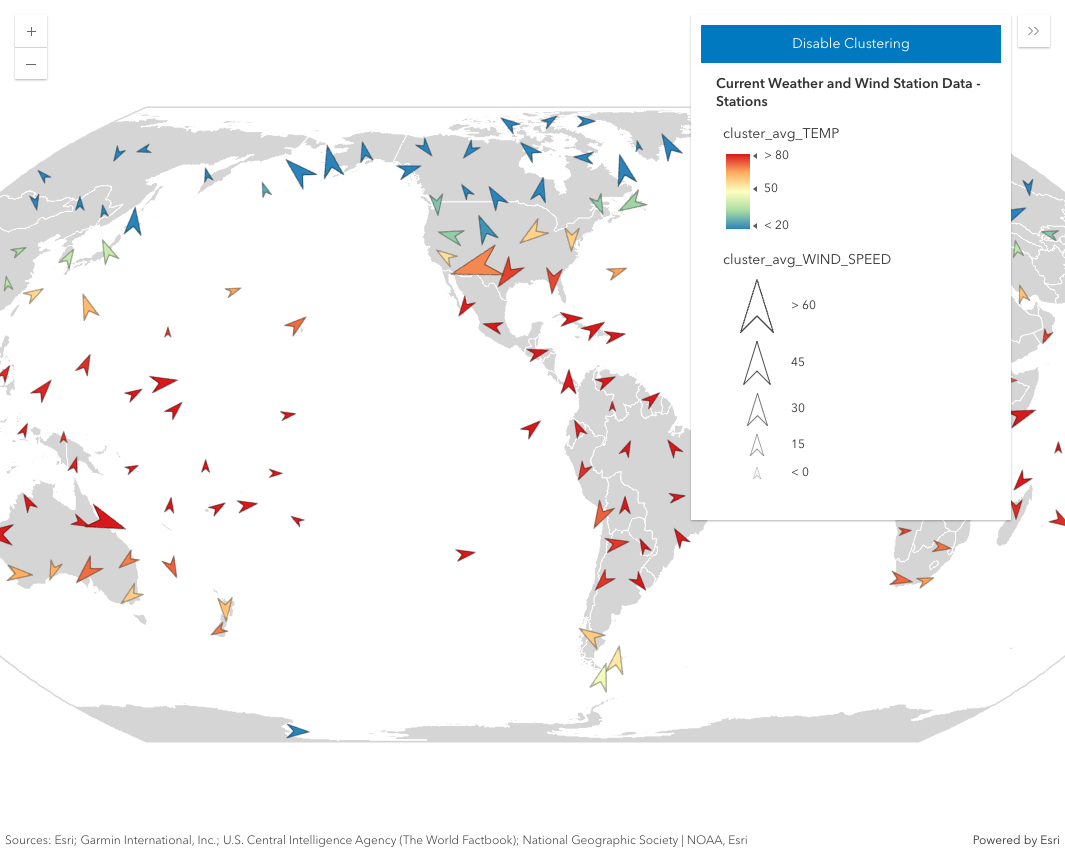 +
−
Disable Clustering
Current Weather and Wind Station Data -
Stations
cluster_avg_TEMP
> 80
50
< 20
cluster_avg_WIND_SPEED
> 60
45
30
15
< 0
Sources: Esri; Garmin International, Inc.; U.S. Central Intelligence Agency (The World Factbook); National Geographic Society | NOAA, Esri
Powered by Esri